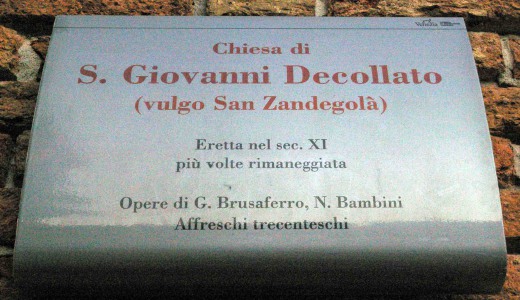 Chiesa di
S. Giovanni Decollato
(vulgo San Zandegolâ)
Eretta nel sec. XI
più volte rimaneggiata
Opere di G. Brusaferro, N. Bambini
Affreschi trecenteschi